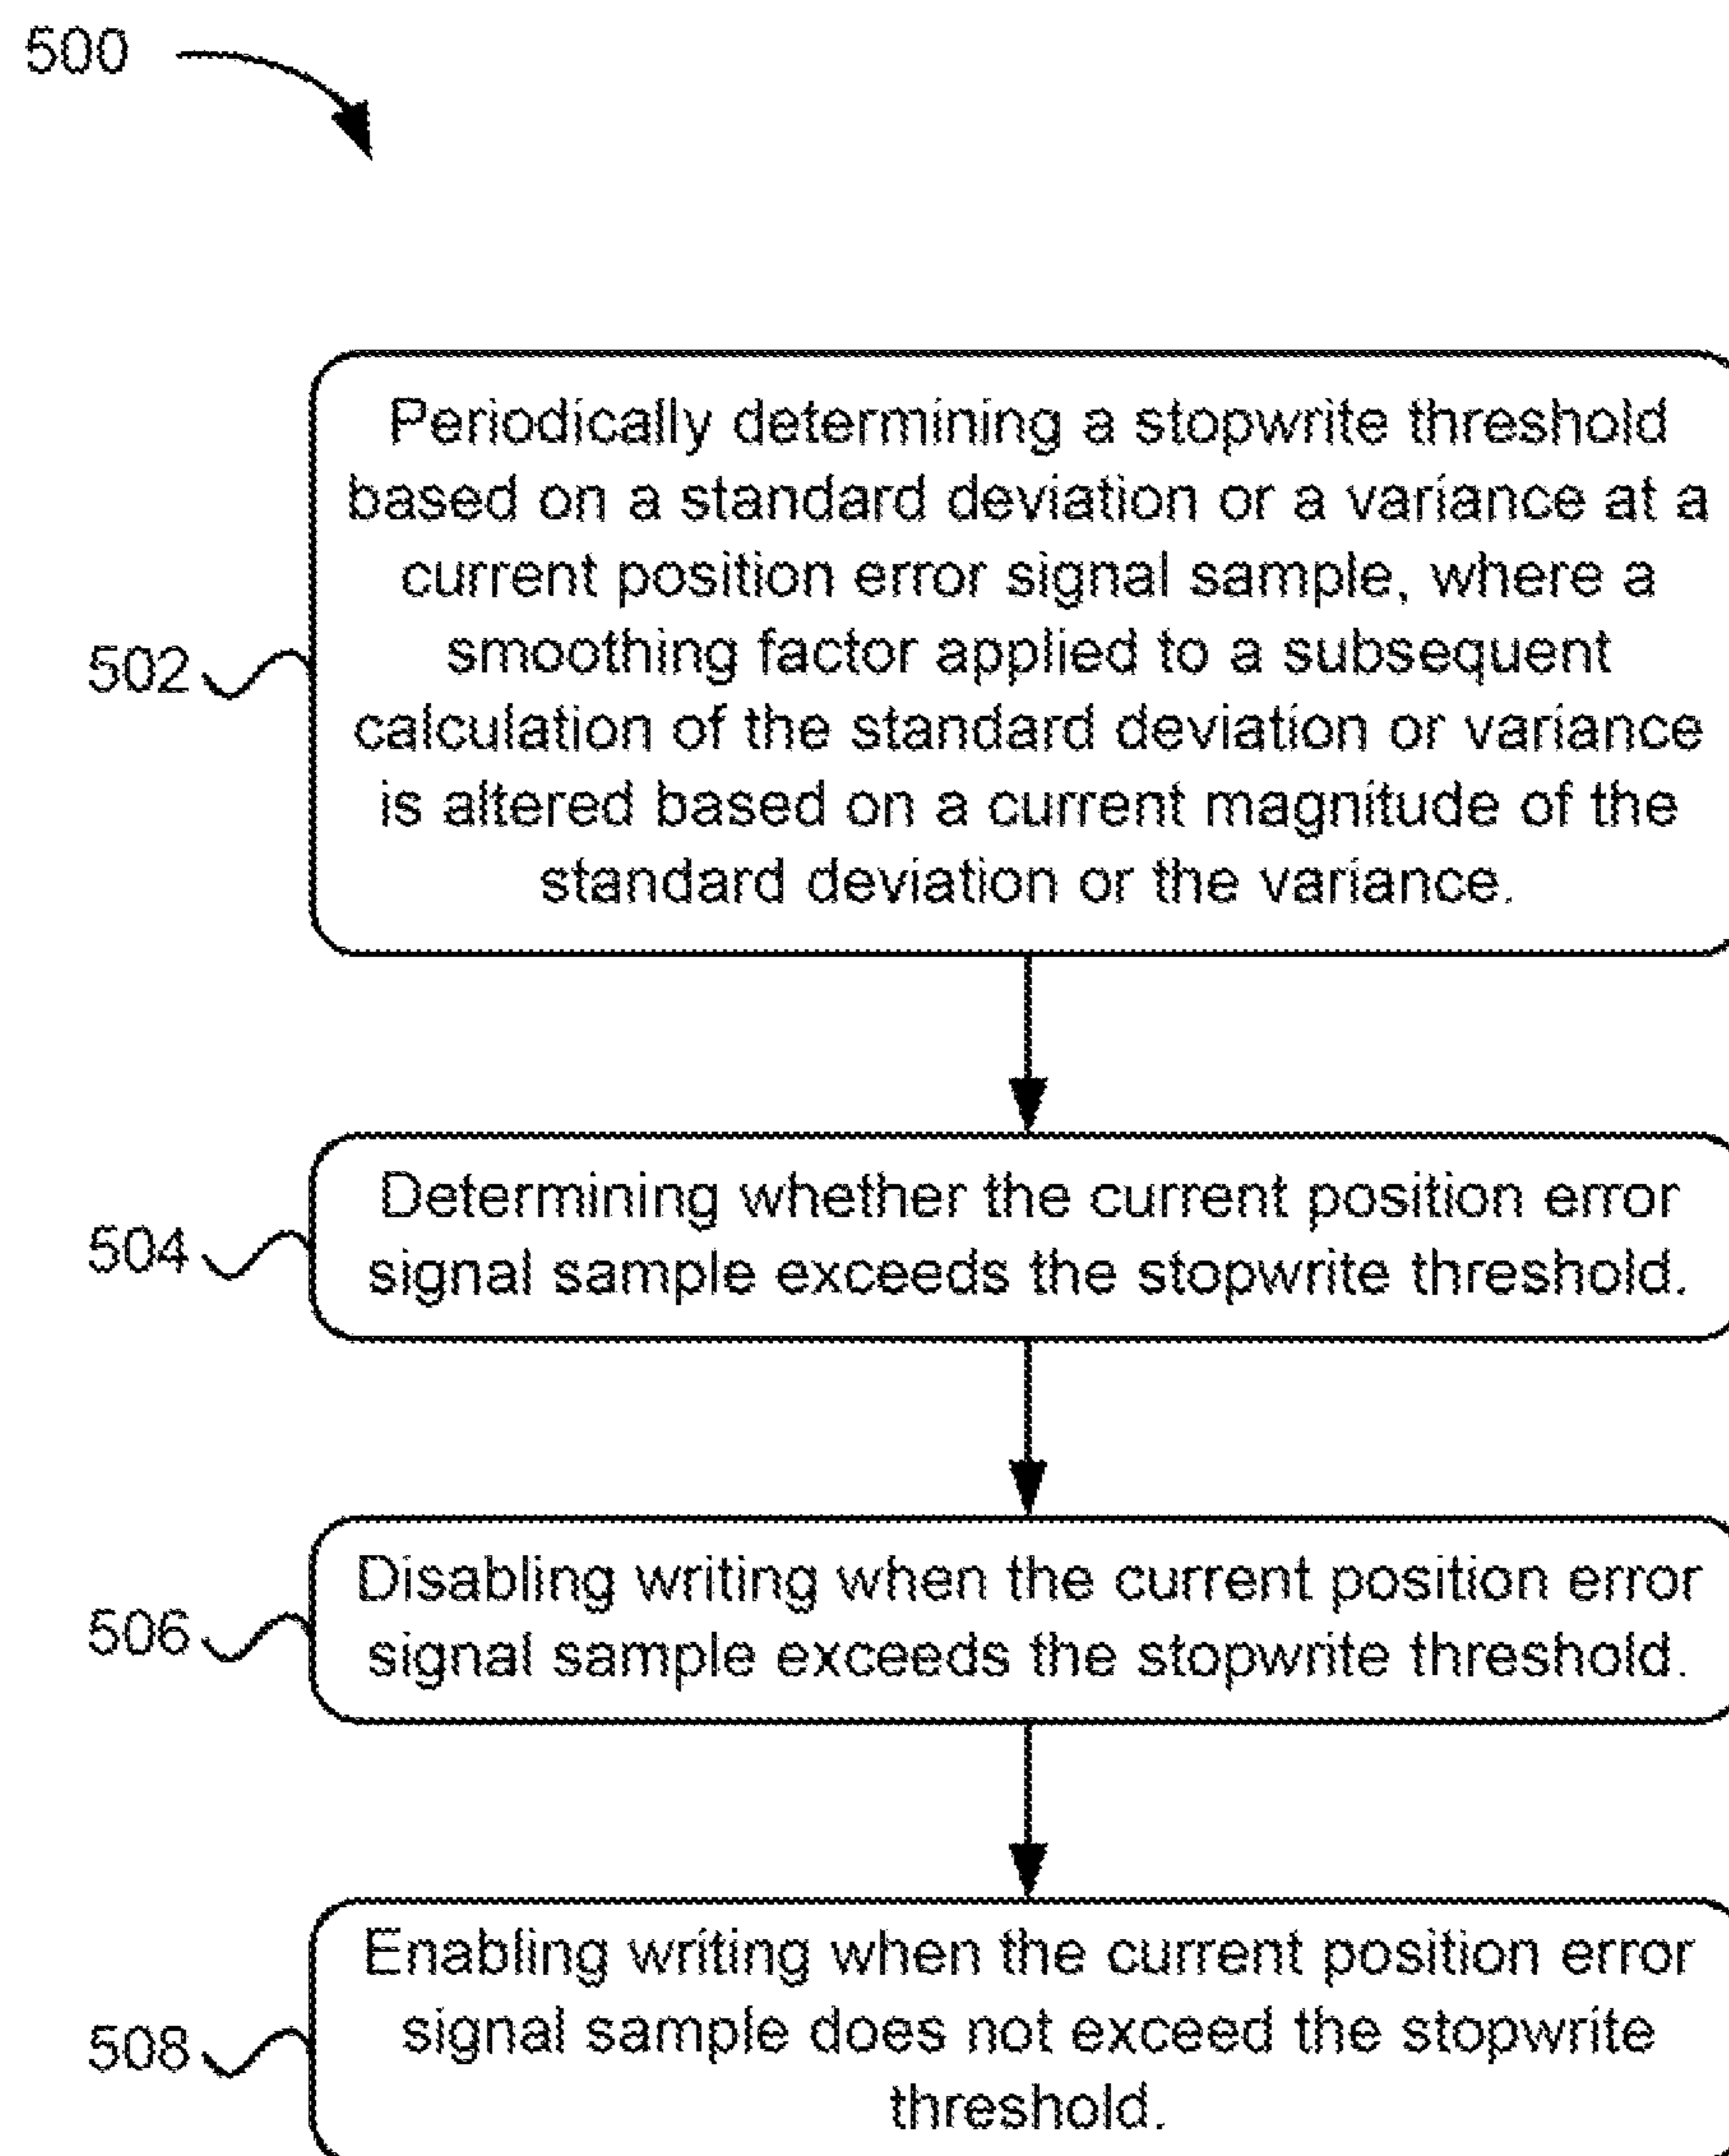 500
Periodically determining a stopwrite threshold
based on a standard deviation or a variance at a
current position error signal sample, where a
smoothing factor applied to a subsequent
502
calculation of the standard deviation or variance
is altered based on a current magnitude of the
standard deviation or the variance.
Determining whether the current position error
504
signal sample exceeds the stopwrite threshold.
Disabling writing when the current position error
506
signal sample exceeds the stopwrite threshold.
Enabling writing when the current position error
signal sample does not exceed the stopwrite
508
threshold.